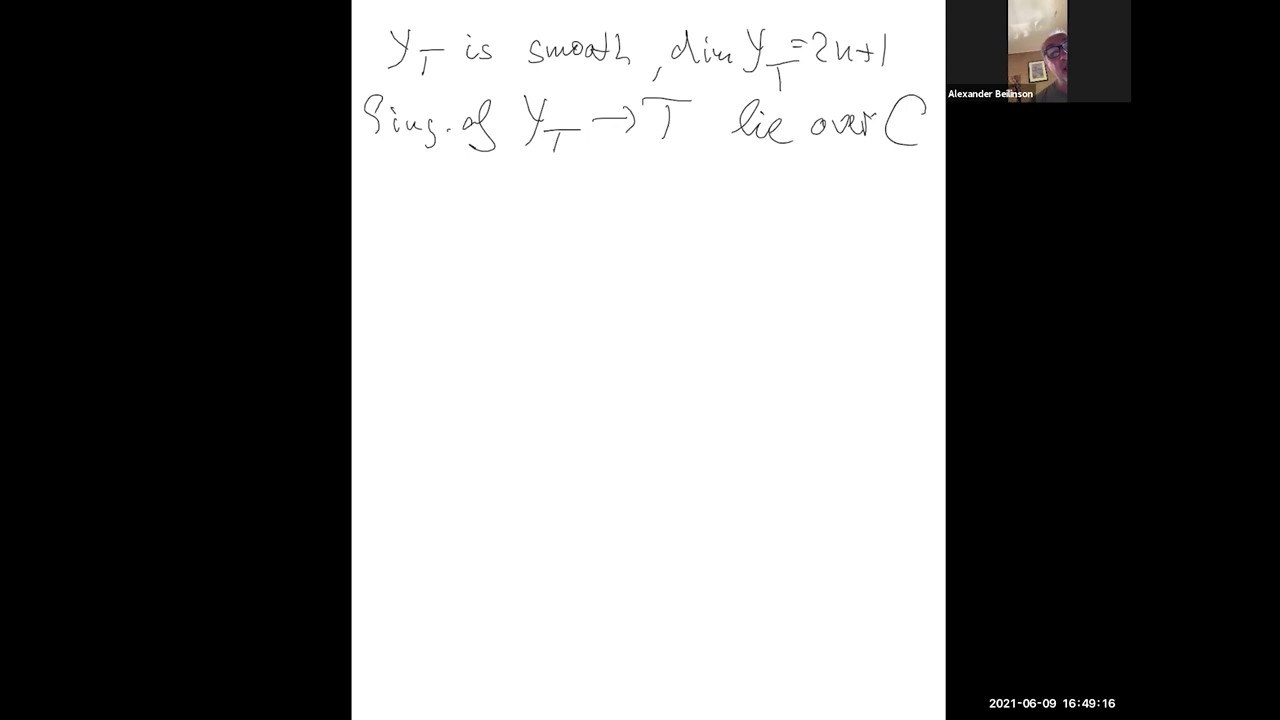 Y_T is smooth, dim Y_T = 2n+1
Sing. of Y_T → T lie over C
Alexander Beilinson
2021-06-09 16:49:16